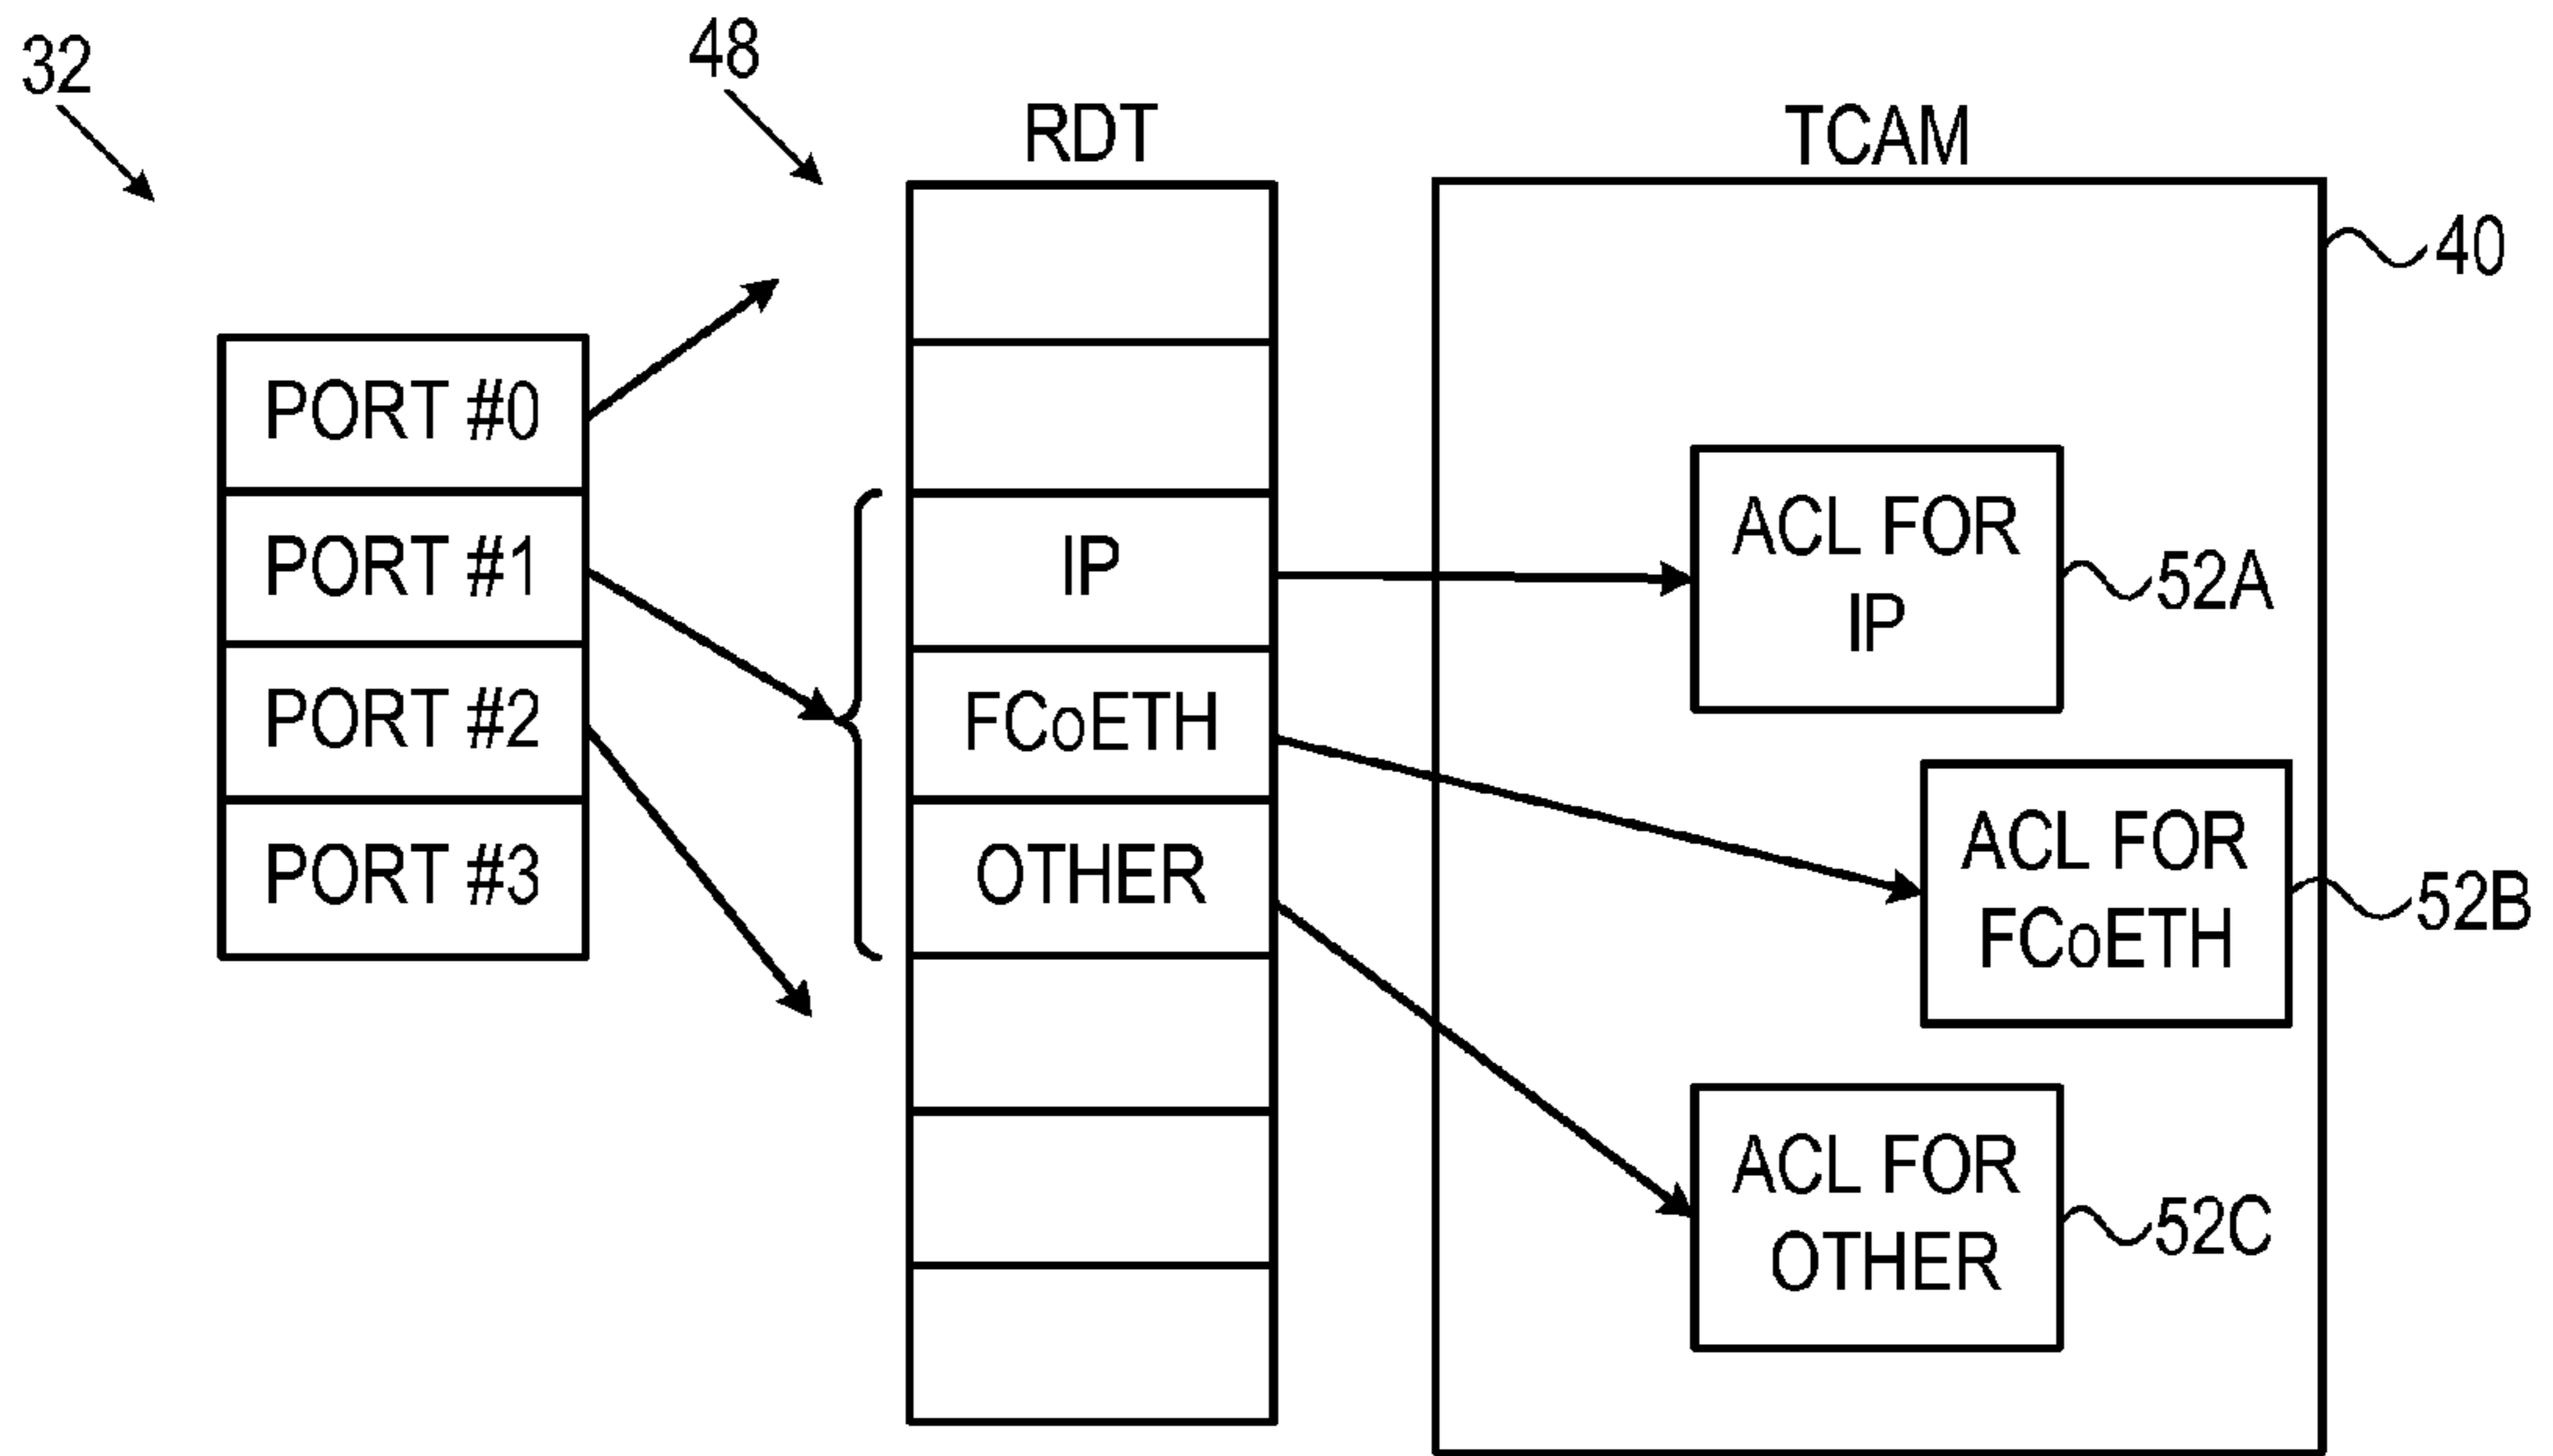 32
48
RDT
TCAM
40
PORT #0
PORT #1
PORT #2
PORT #3
IP
FCoETH
OTHER
ACL FOR
IP
52A
ACL FOR
FCoETH
52B
ACL FOR
OTHER
52C